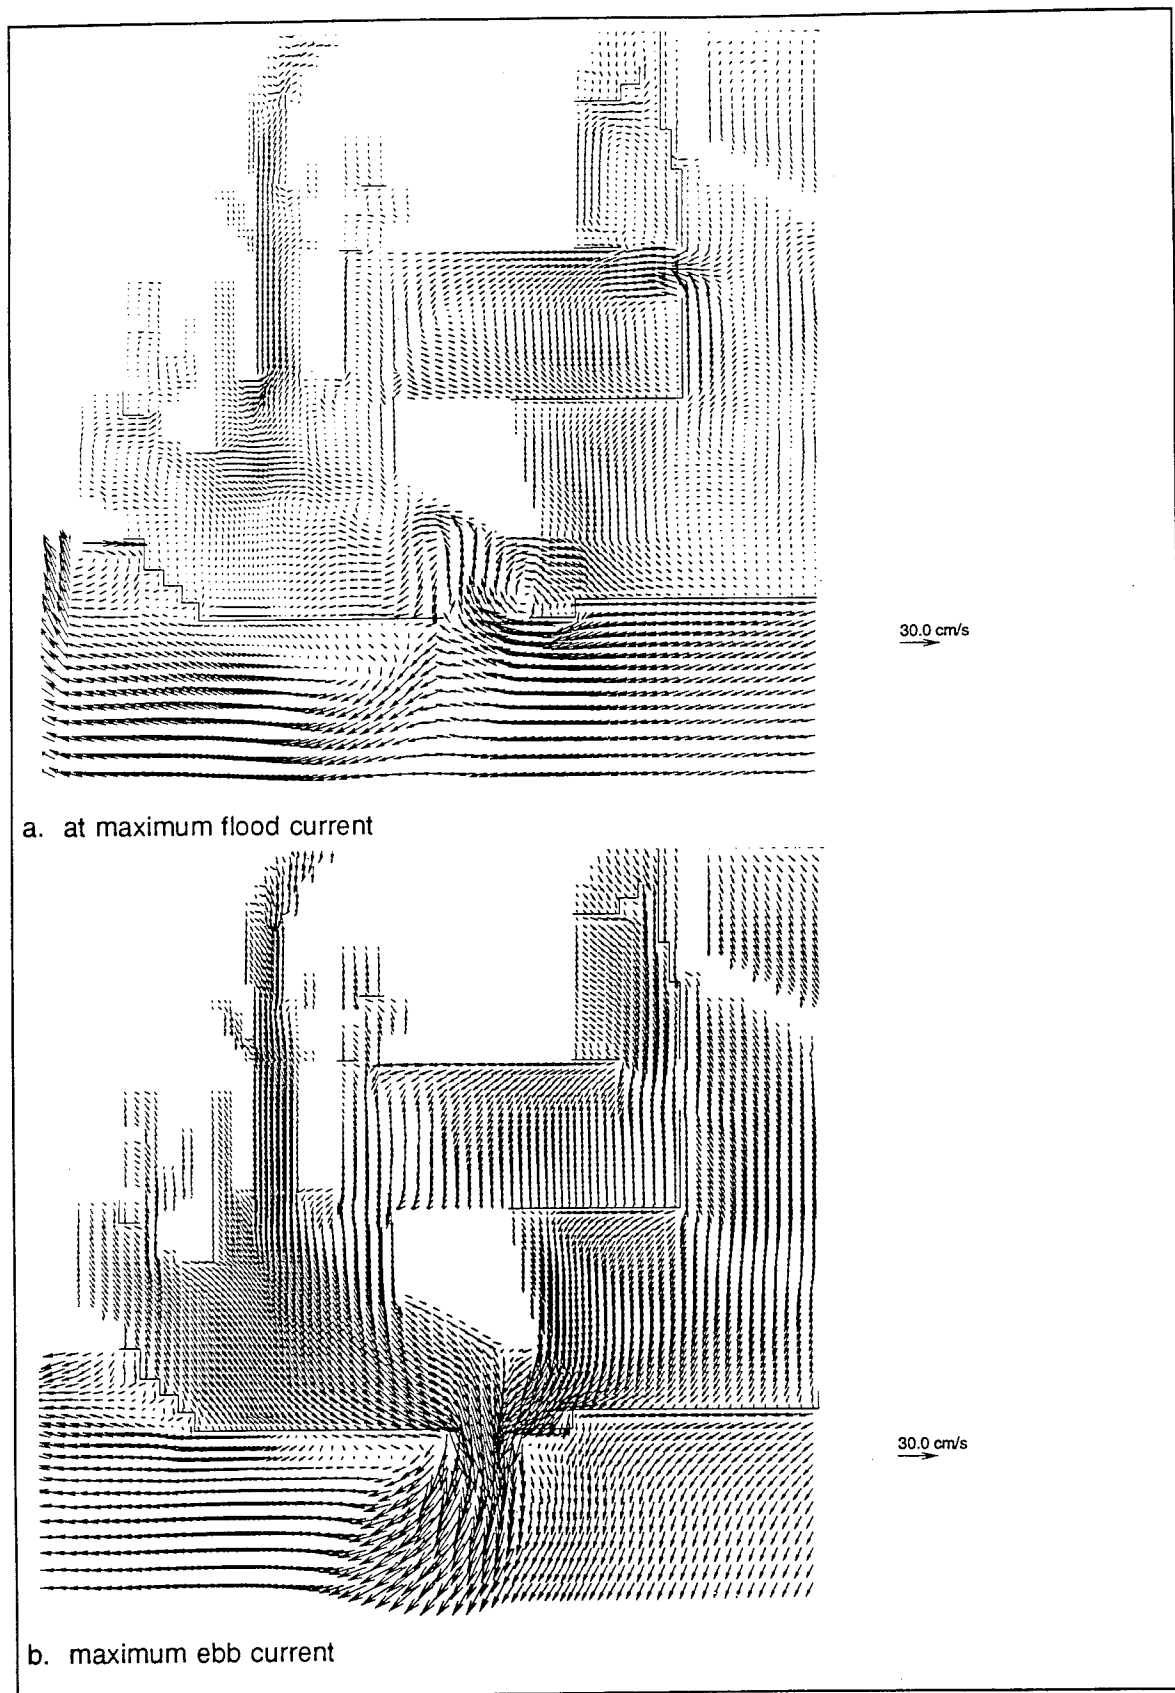 30.0 cm/s
a. at maximum flood current
30.0 cm/s
b. maximum ebb current